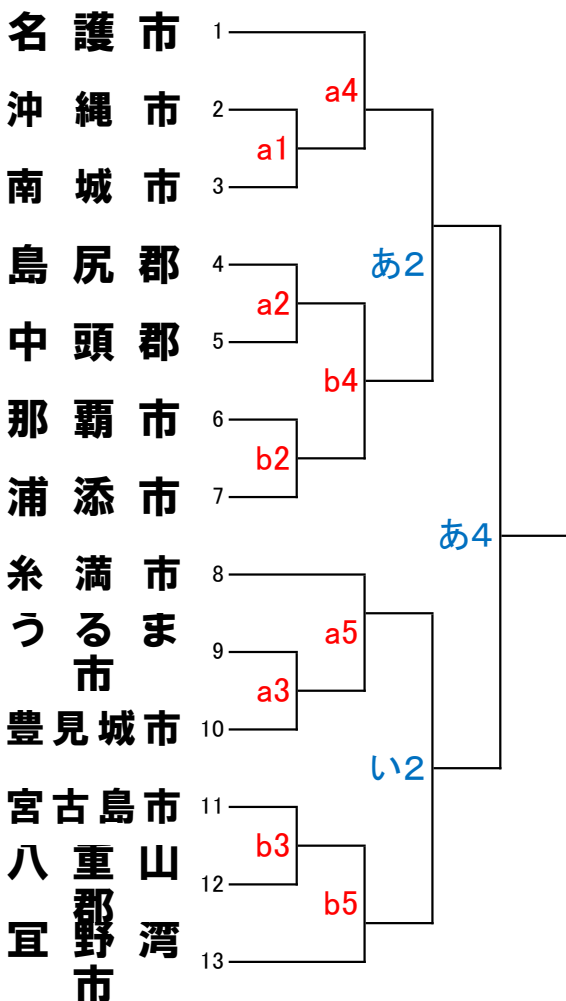 名護市 1
a4
沖縄市 2
a1
南城市 3
島尻郡 4
あ2
a2
中頭郡 5
b4
那覇市 6
b2
浦添市 7
あ4
糸満市 8
うるま
市
9
a5
a3
豊見城市 10
い2
宮古島市 11
b3
八重山
郡
12
b5
宜野湾
市
13